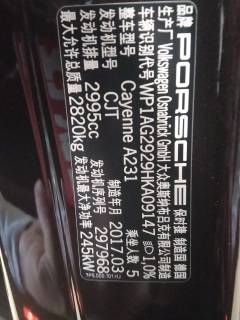 品牌 PORSCHE 保时捷 制造国 德国
生产厂 Volkswagen Osnabrück GmbH 大众奥斯纳布吕克有限公司
车辆识别代号 WP1AG2929HKA09147 1,0%
整车型号 Cayenne A231 乘坐人数 5
发动机型号 CJT 制造年月 2017.03
发动机排量 2995cc 发动机序列号 297968
最大允许总质量 2820kg 发动机最大净功率 245kW